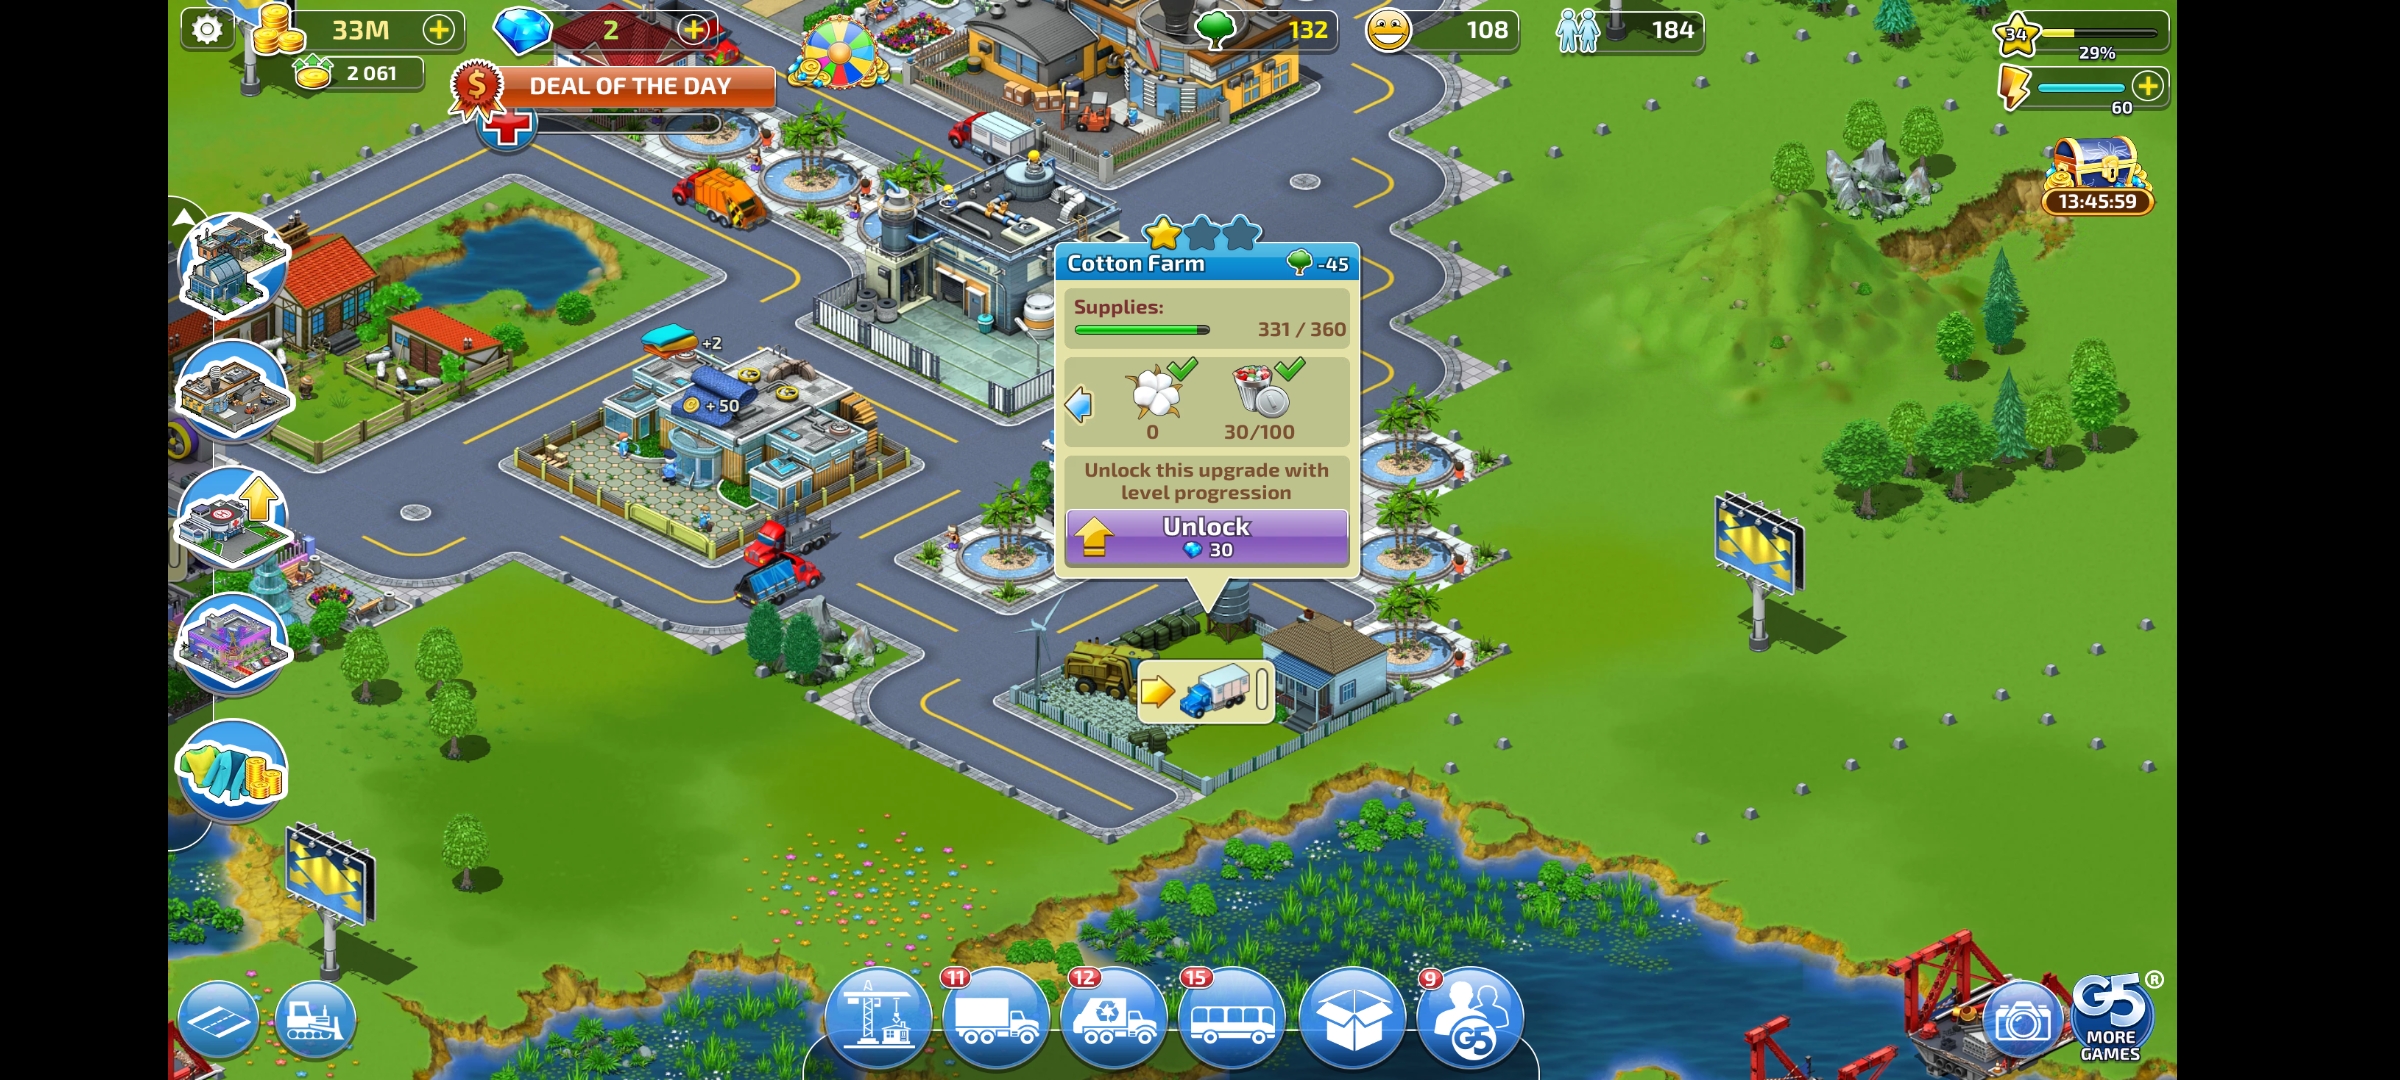 33M
2
132
108
184
34
29%
2 061
DEAL OF THE DAY
60
13:45:59
Cotton Farm
-45
Supplies:
331 / 360
+2
+50
0
30/100
Unlock this upgrade with
level progression
Unlock
30
11
12
15
9
G5
G5®
MORE
GAMES